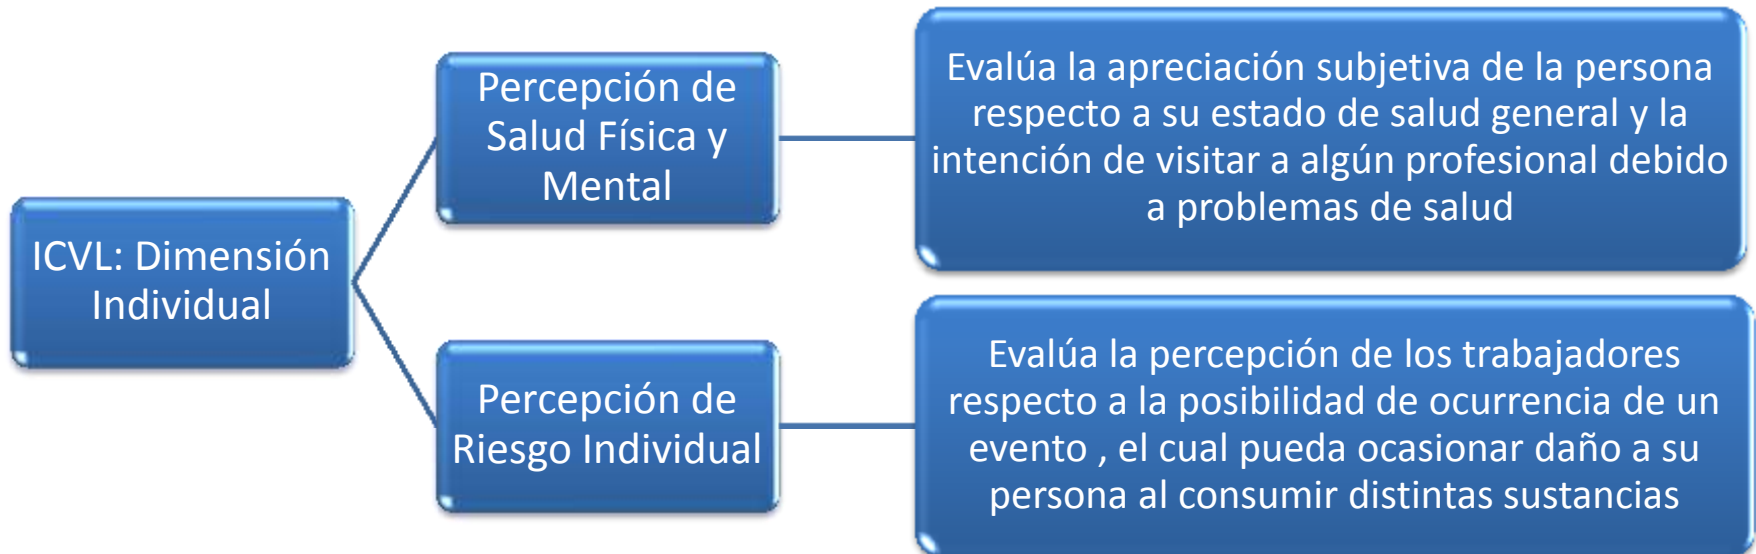 ICVL: Dimensión
Individual
Percepción de
Salud Física y
Mental
Evalúa la apreciación subjetiva de la persona
respecto a su estado de salud general y la
intención de visitar a algún profesional debido
a problemas de salud
Percepción de
Riesgo Individual
Evalúa la percepción de los trabajadores
respecto a la posibilidad de ocurrencia de un
evento , el cual pueda ocasionar daño a su
persona al consumir distintas sustancias